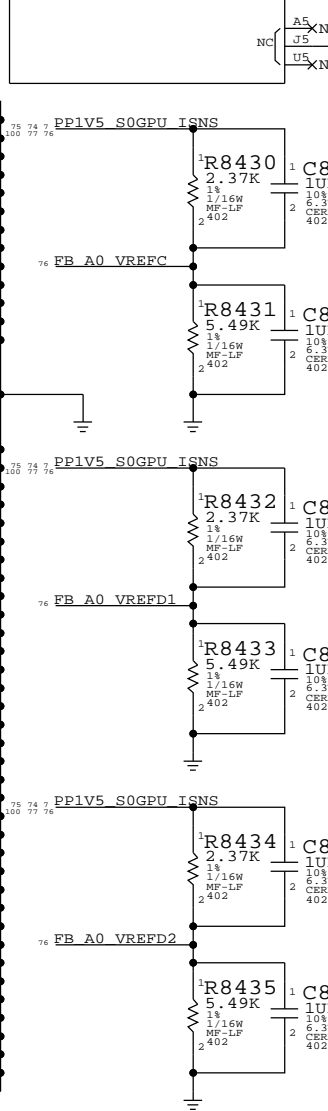 A5 N
NC J5
U5 N
75 74 7 PP1V5_S0GPU_ISNS
100 77 76
1 R8430 1 C8
2.37K 1U
1% 10%
1/16W 6.3
MF-LF CER
2 402 2 402
76 FB_A0_VREFC
1 R8431 1 C8
5.49K 1U
1% 10%
1/16W 6.3
MF-LF CER
2 402 2 402
75 74 7 PP1V5_S0GPU_ISNS
100 77 76
1 R8432 1 C8
2.37K 1U
1% 10%
1/16W 6.3
MF-LF CER
2 402 2 402
76 FB_A0_VREFD1
1 R8433 1 C8
5.49K 1U
1% 10%
1/16W 6.3
MF-LF CER
2 402 2 402
75 74 7 PP1V5_S0GPU_ISNS
100 77 76
1 R8434 1 C8
2.37K 1U
1% 10%
1/16W 6.3
MF-LF CER
2 402 2 402
76 FB_A0_VREFD2
1 R8435 1 C8
5.49K 1U
1% 10%
1/16W 6.3
MF-LF CER
2 402 2 402